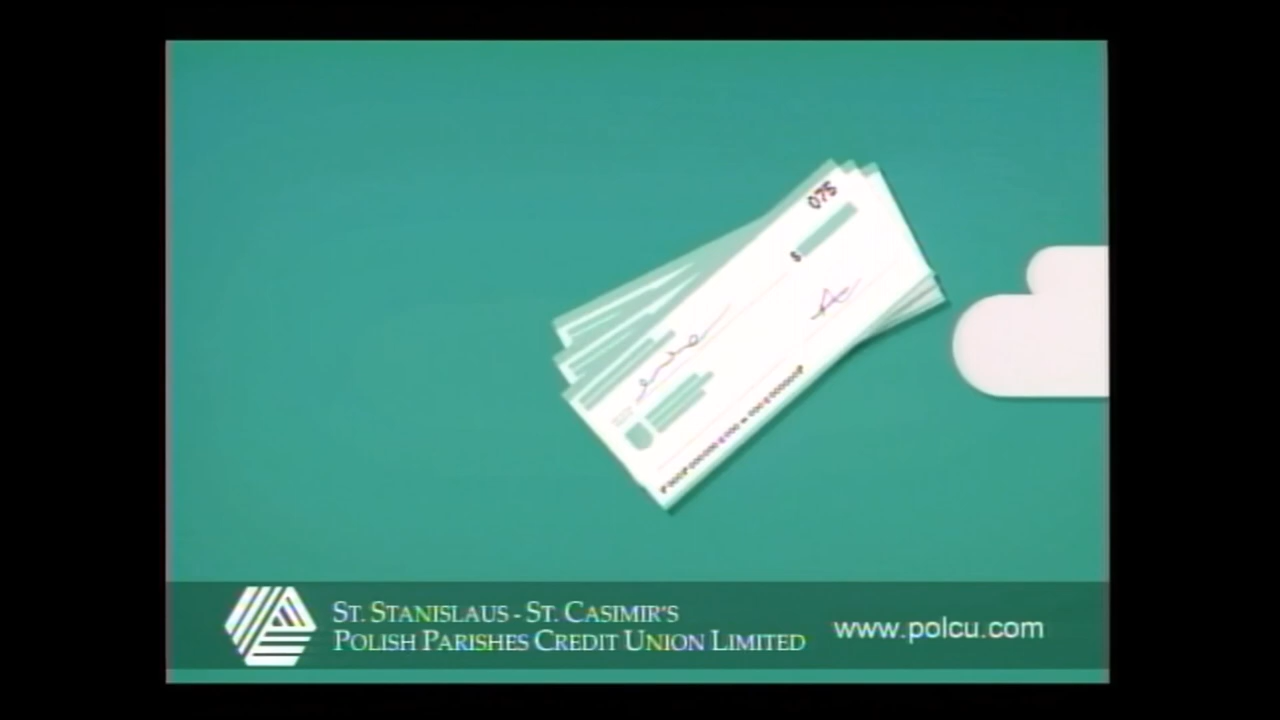 075
$
St. Stanislaus - St. Casimir's
Polish Parishes Credit Union Limited
www.polcu.com